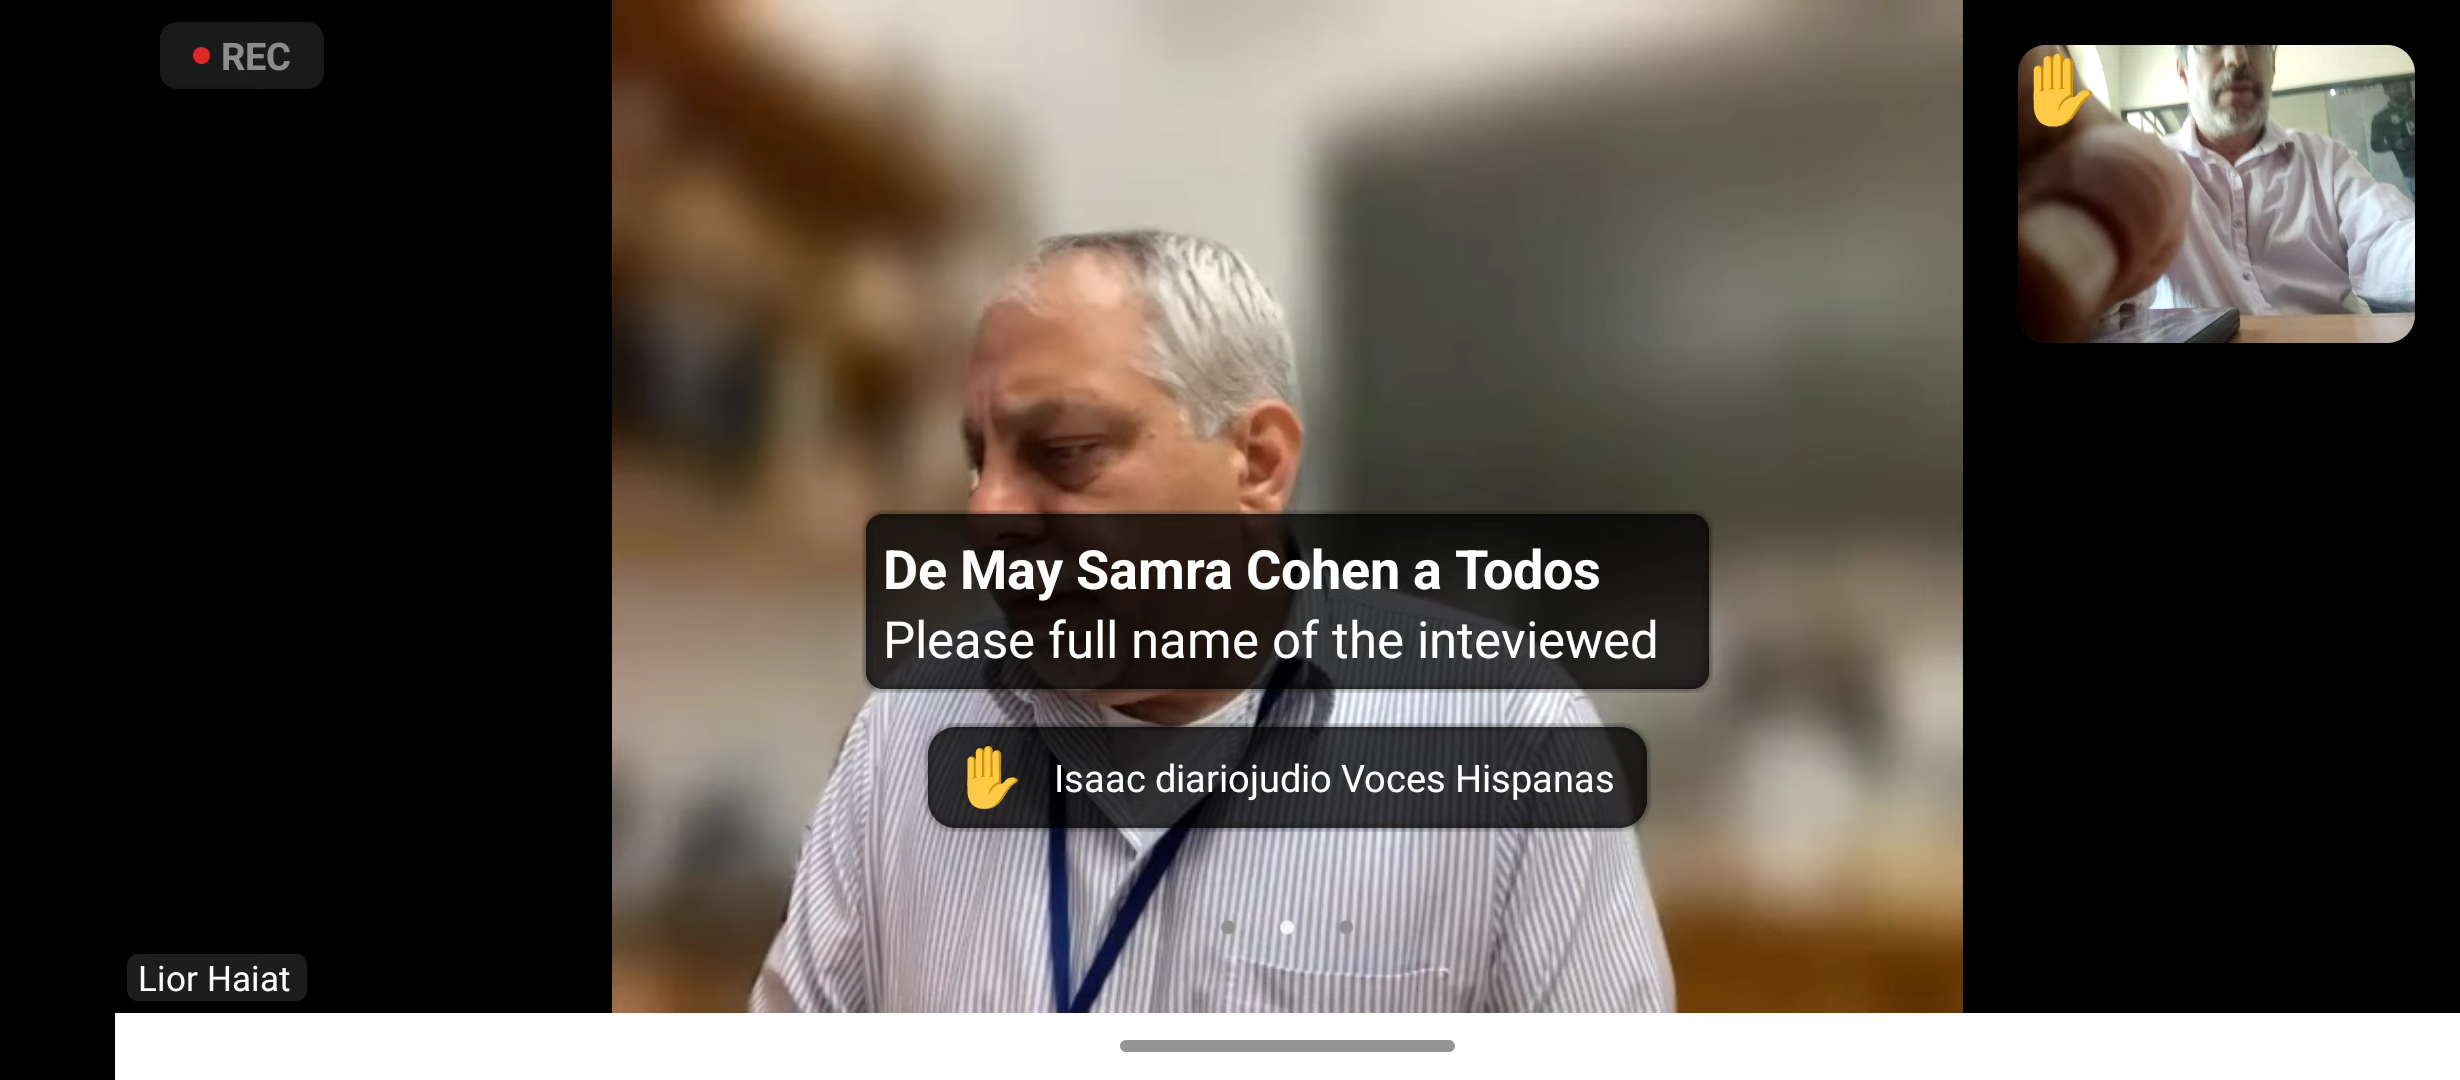 REC
De May Samra Cohen a Todos
Please full name of the inteviewed
Isaac diariojudio Voces Hispanas
Lior Haiat